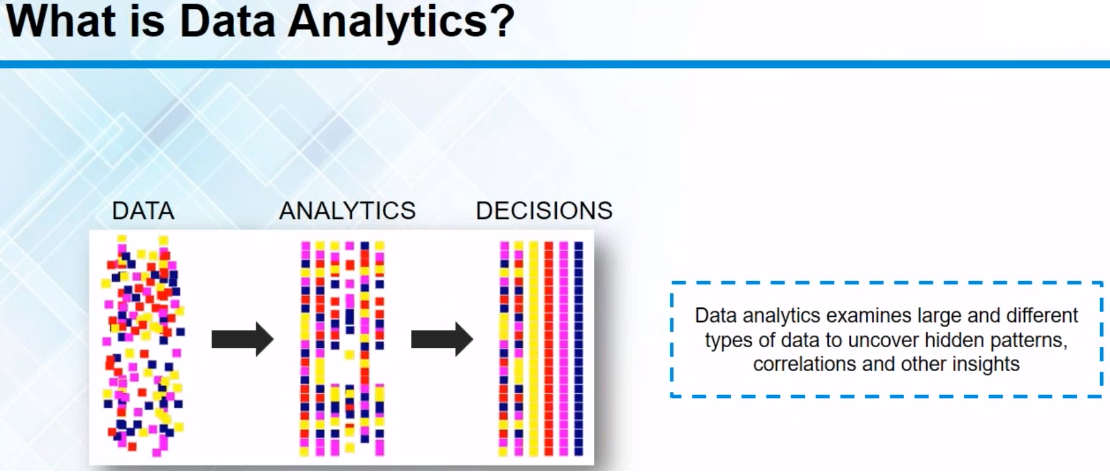 What is Data Analytics?
DATA
ANALYTICS
DECISIONS
Data analytics examines large and different
types of data to uncover hidden patterns,
correlations and other insights